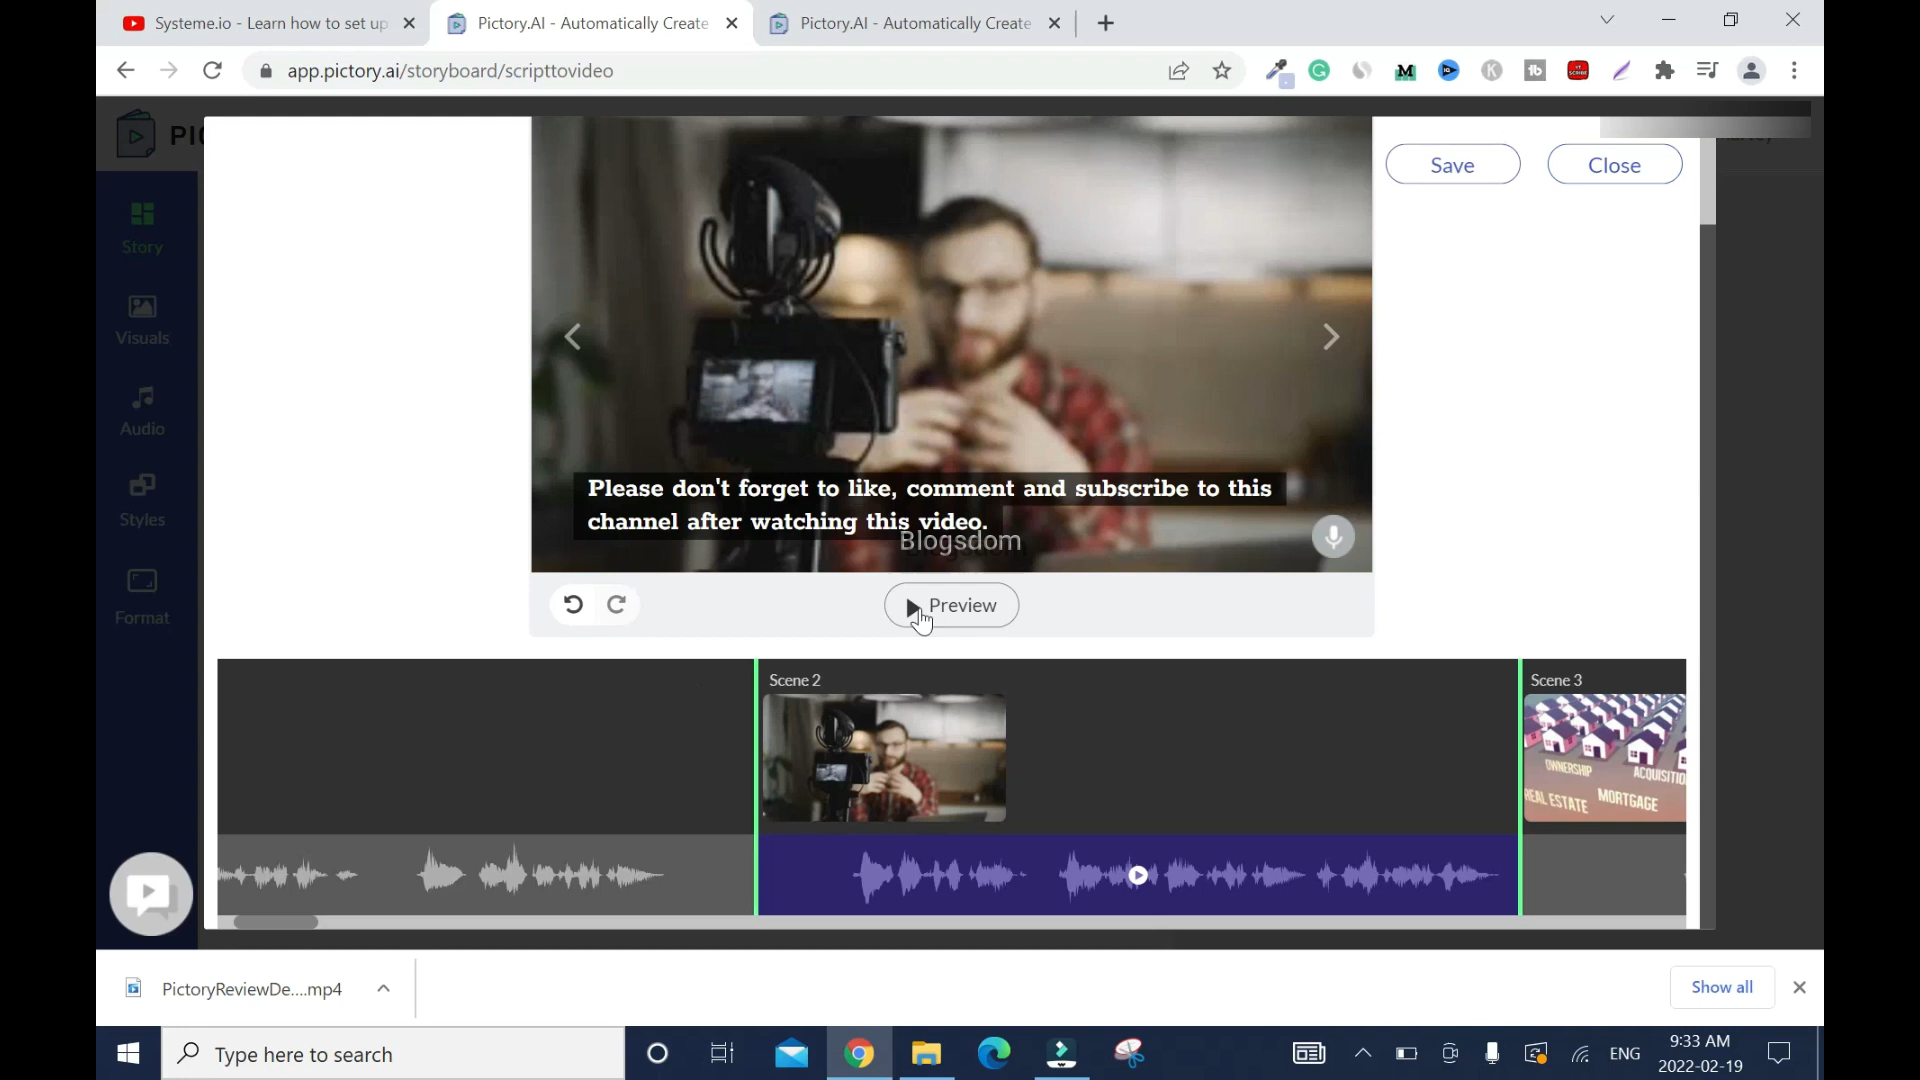 Systeme.io - Learn how to set up
Pictory.AI - Automatically Create
Pictory.AI - Automatically Create
app.pictory.ai/storyboard/scripttovideo
PIC
Save
Close
Story
Visuals
Audio
Styles
Format
Please don't forget to like, comment and subscribe to this
channel after watching this video.
Blogsdom
Preview
Scene 2
Scene 3
OWNERSHIP
ACQUISITIO
REAL ESTATE
MORTGAGE
PictoryReviewDe....mp4
Show all
Type here to search
ENG
9:33 AM
2022-02-19